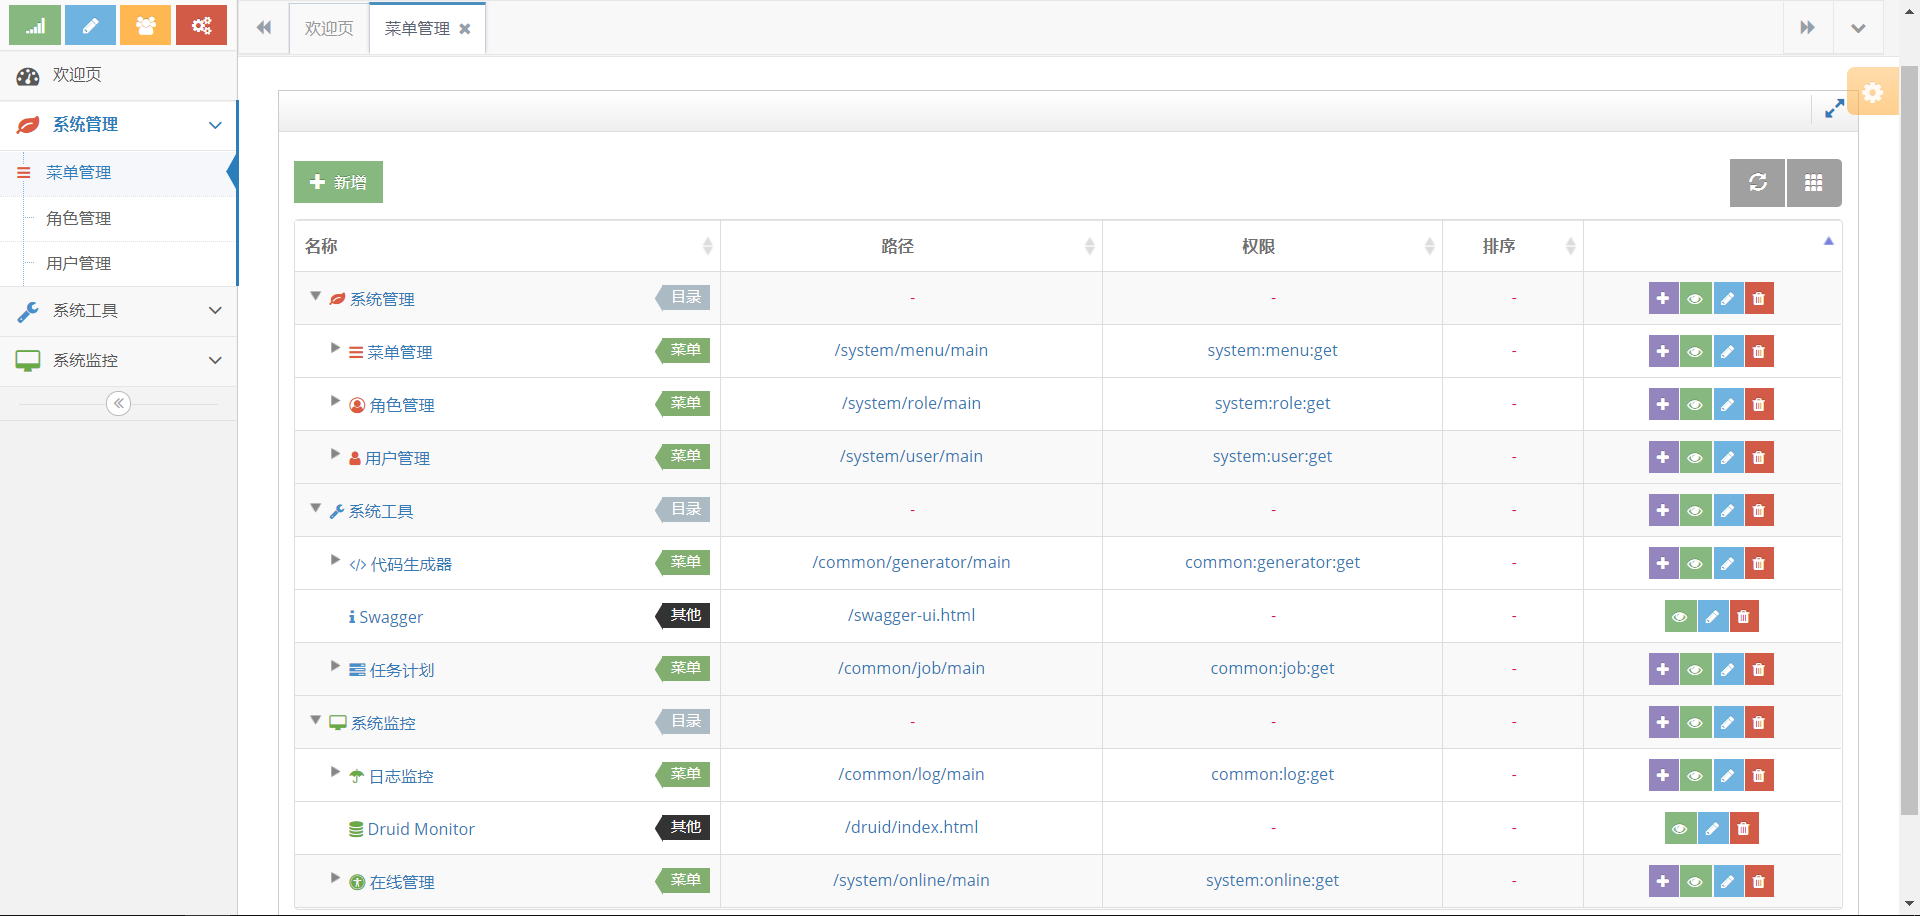 欢迎页
菜单管理
欢迎页
系统管理
菜单管理
角色管理
用户管理
系统工具
系统监控
新增
名称 路径 权限 排序
系统管理 目录 - - -
菜单管理 菜单 /system/menu/main system:menu:get -
角色管理 菜单 /system/role/main system:role:get -
用户管理 菜单 /system/user/main system:user:get -
系统工具 目录 - - -
代码生成器 菜单 /common/generator/main common:generator:get -
Swagger 其他 /swagger-ui.html - -
任务计划 菜单 /common/job/main common:job:get -
系统监控 目录 - - -
日志监控 菜单 /common/log/main common:log:get -
Druid Monitor 其他 /druid/index.html - -
在线管理 菜单 /system/online/main system:online:get -